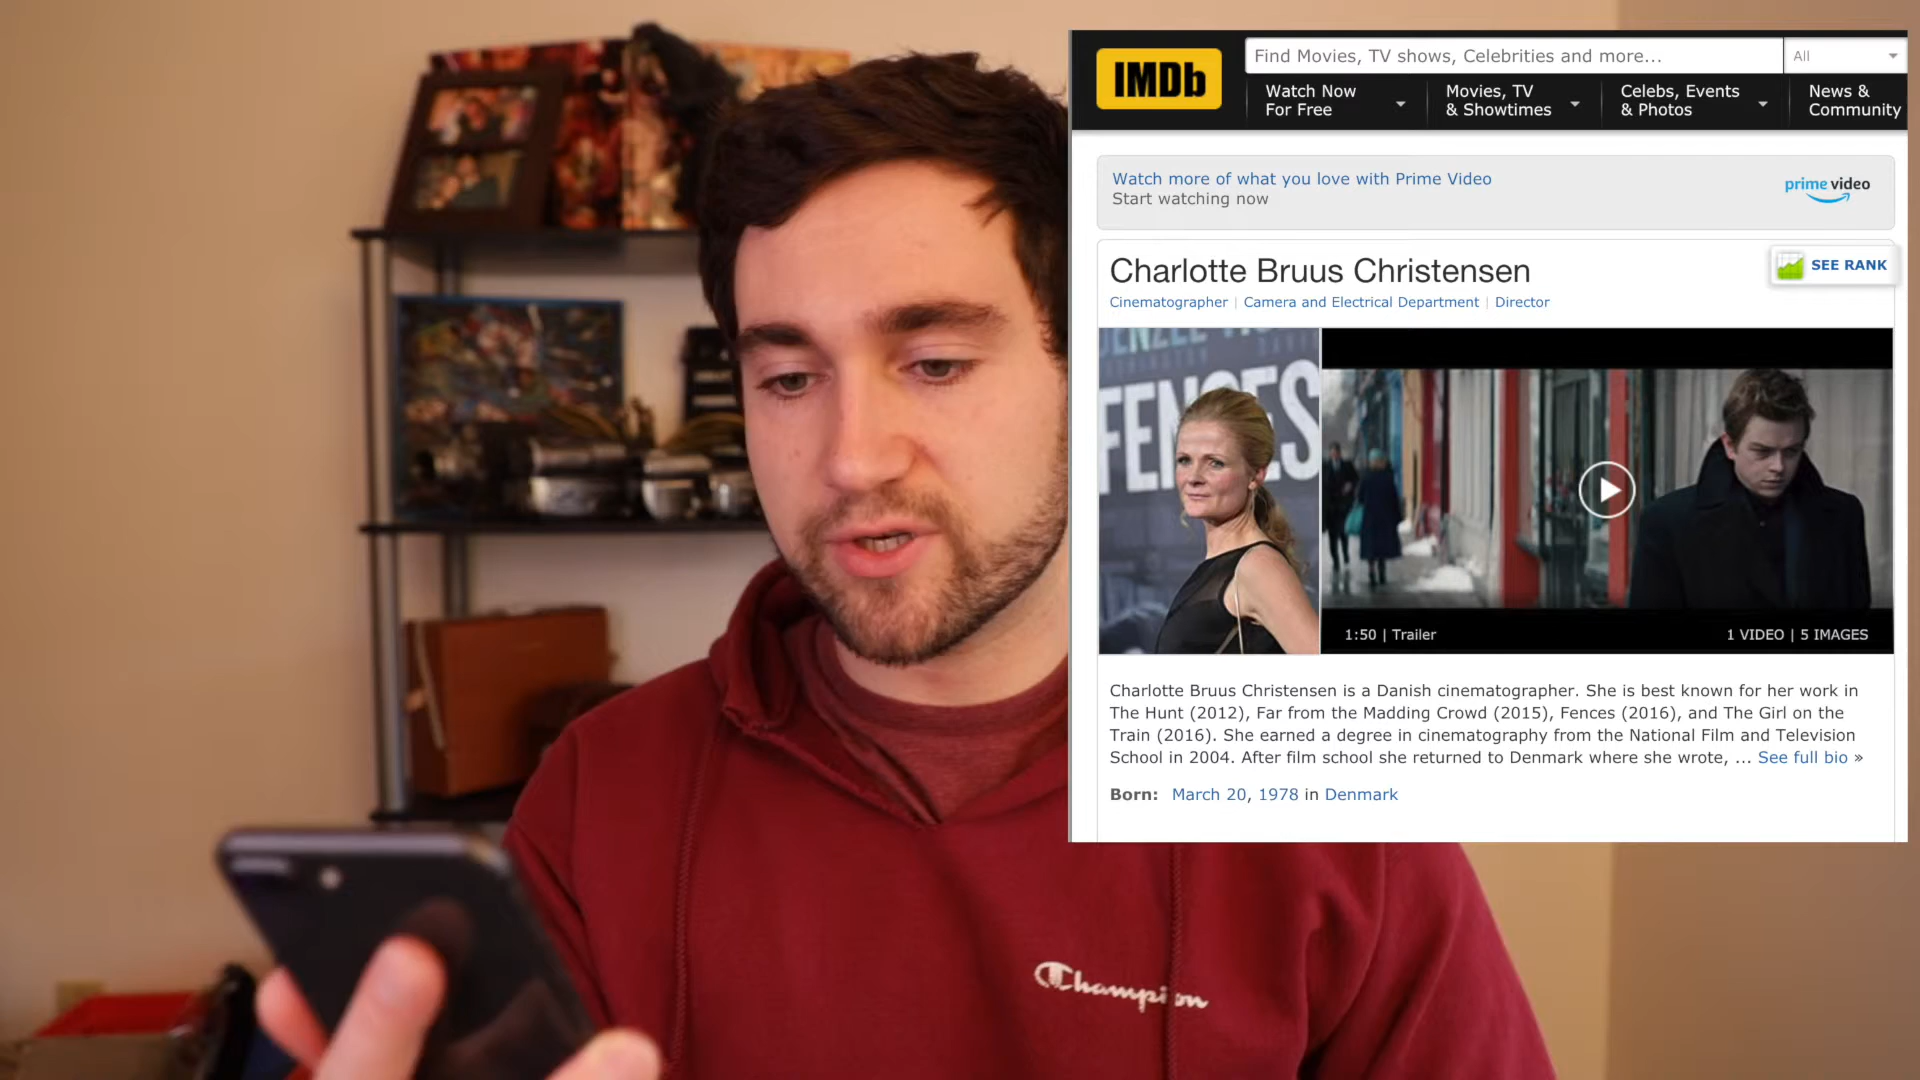 IMDb
Find Movies, TV shows, Celebrities and more...
All
Watch Now
For Free
Movies, TV
& Showtimes
Celebs, Events
& Photos
News &
Community
Watch more of what you love with Prime Video
Start watching now
prime video
Charlotte Bruus Christensen
SEE RANK
Cinematographer | Camera and Electrical Department | Director
FENCES
1:50 | Trailer
1 VIDEO | 5 IMAGES
Charlotte Bruus Christensen is a Danish cinematographer. She is best known for her work in
The Hunt (2012), Far from the Madding Crowd (2015), Fences (2016), and The Girl on the
Train (2016). She earned a degree in cinematography from the National Film and Television
School in 2004. After film school she returned to Denmark where she wrote, ... See full bio »
Born: March 20, 1978 in Denmark
Champion